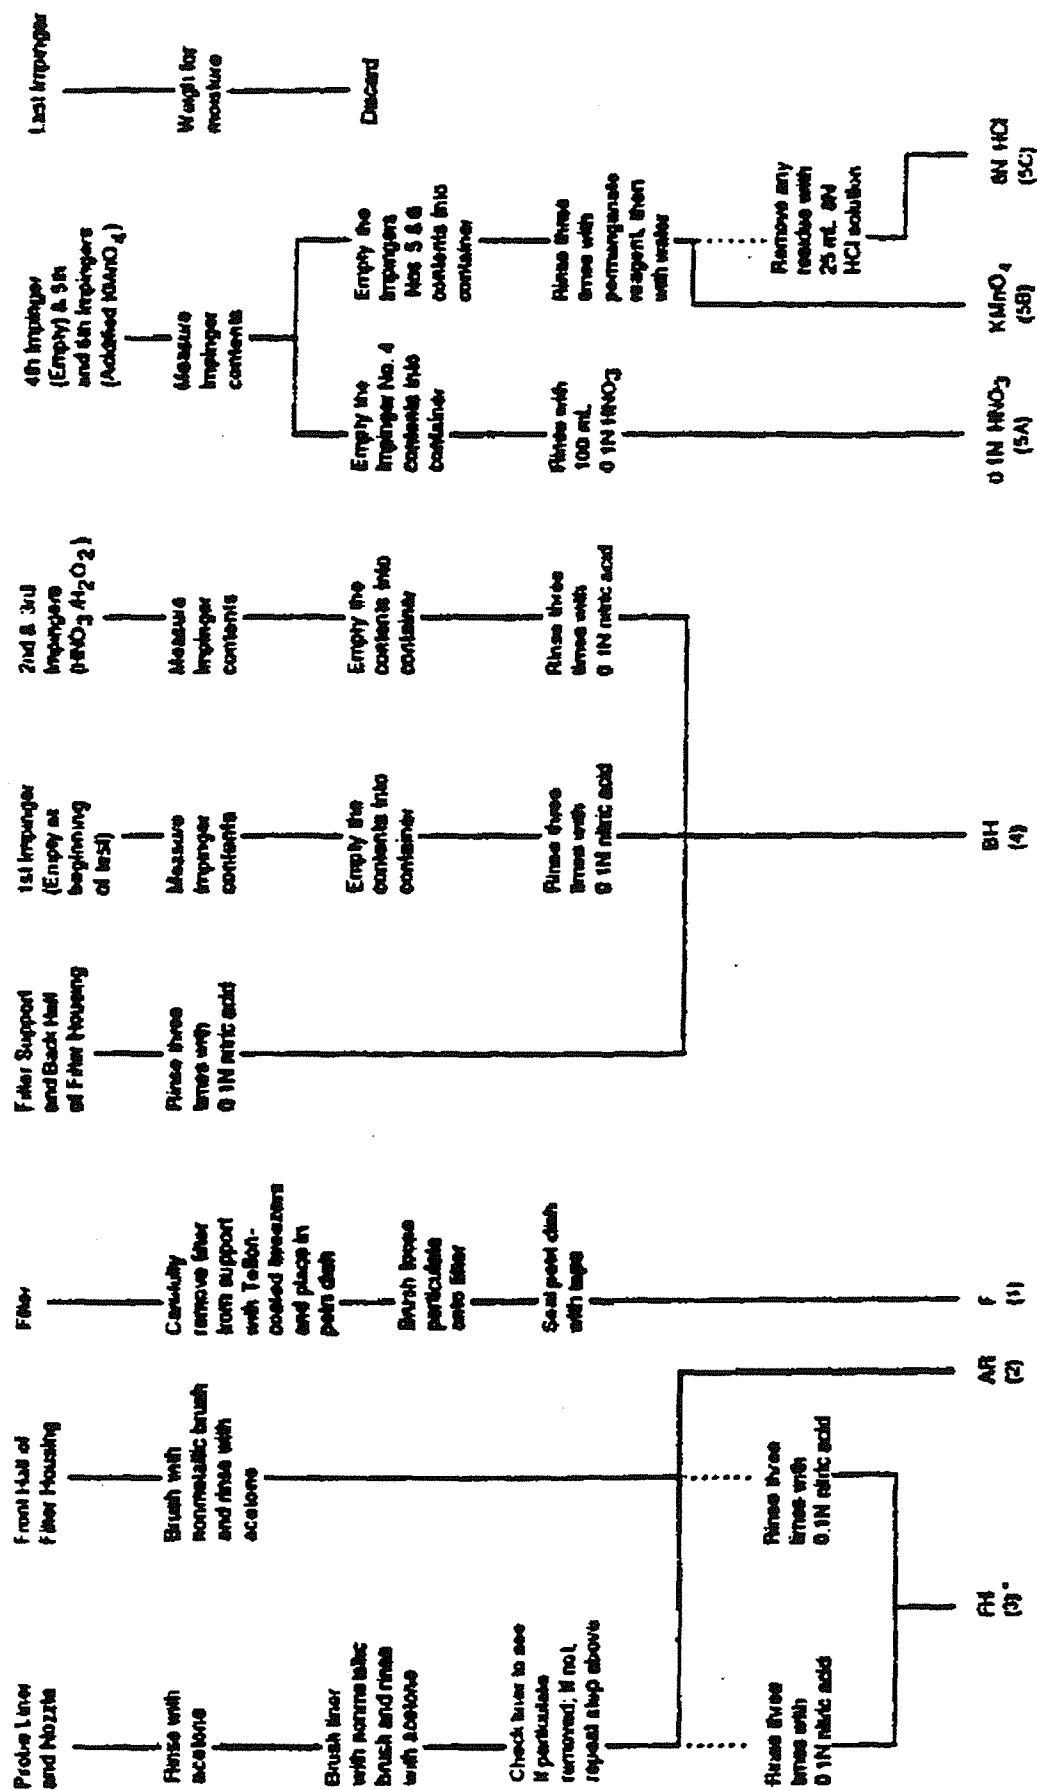 Probe Liner
and Nozzle
Rinse with
acetone
Brush liner
with nonmetallic
brush and rinse
with acetone
Check liner to see
if particulate
removed; if not,
repeat step above
Rinse three
times with
0.1N nitric acid
Front Half of
Filter Housing
Brush with
nonmetallic brush
and rinse with
acetone
Rinse three
times with
0.1N nitric acid
FH
(3)*
AR
(2)
Filter
Carefully
remove filter
from support
with Teflon-
coated tweezers
and place in
petri dish
Brush loose
particulate
onto filter
Seal petri dish
with tape
F
(1)
Filter Support
and Back Half
of Filter Housing
Rinse three
times with
0.1N nitric acid
1st Impinger
(Empty at
beginning
of test)
Measure
impinger
contents
Empty the
contents into
container
Rinse three
times with
0.1N nitric acid
2nd & 3rd
Impingers
(HNO3/H2O2)
Measure
impinger
contents
Empty the
contents into
container
Rinse three
times with
0.1N nitric acid
BH
(4)
4th Impinger
(Empty) & 5th
and 6th Impingers
(Acidified KMnO4)
Measure
impinger
contents
Empty the
Impinger No. 4
contents into
container
Rinse with
100 mL
0.1N HNO3
0.1N HNO3
(5A)
Empty the
Impingers
Nos 5 & 6
contents into
container
Rinse three
times with
permanganate
reagent, then
with water
Remove any
residue with
25 mL 8N
HCl solution
KMnO4
(5B)
8N HCl
(5C)
Last Impinger
Weigh for
moisture
Discard